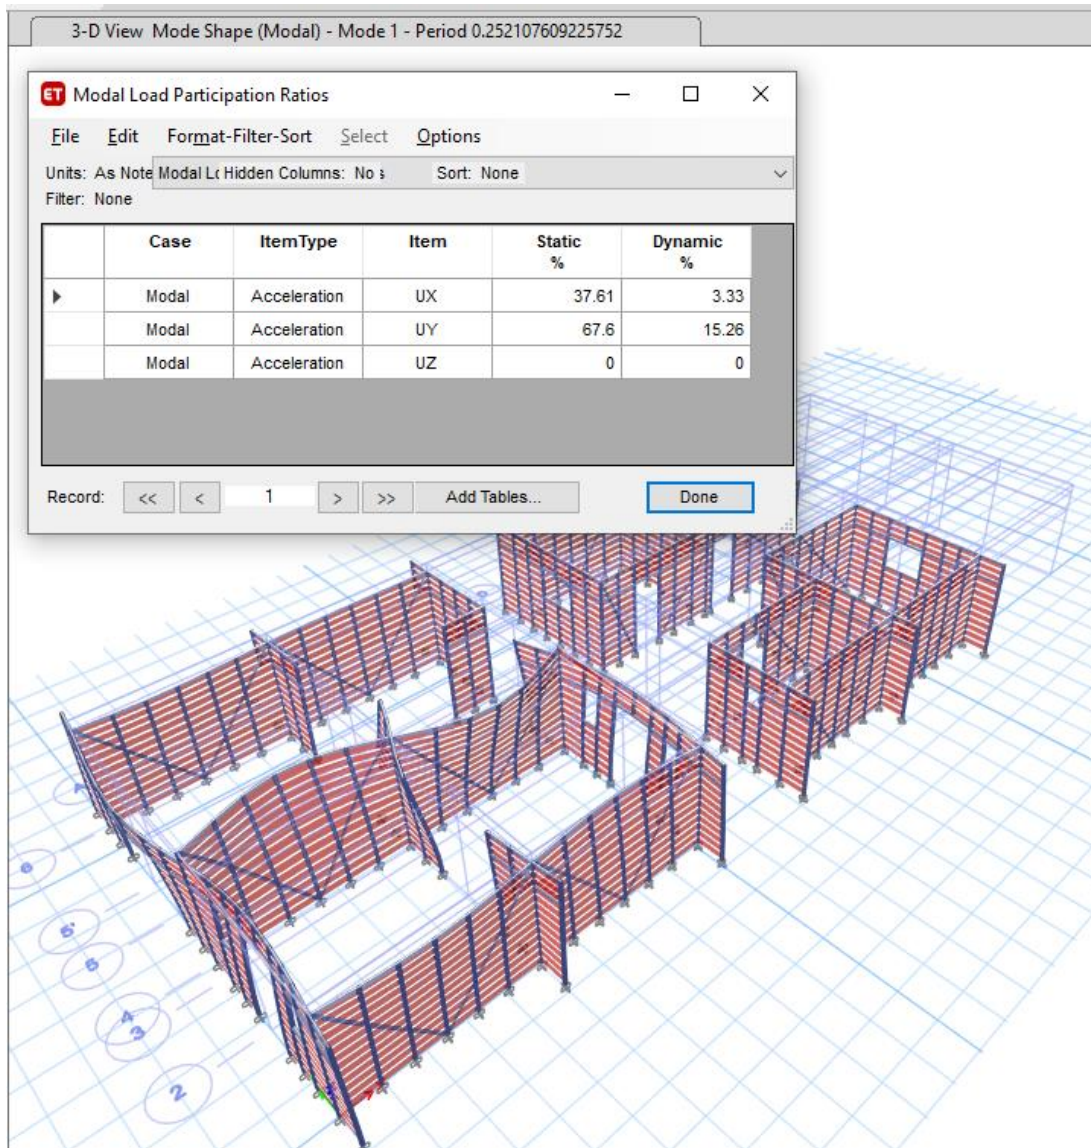 3-D View Mode Shape (Modal) - Mode 1 - Period 0.252107609225752
ET Modal Load Participation Ratios
File Edit Format-Filter-Sort Select Options
Units: As Note Modal Lo Hidden Columns: No s Sort: None
Filter: None
Case ItemType Item Static % Dynamic %
Modal Acceleration UX 37.61 3.33
Modal Acceleration UY 67.6 15.26
Modal Acceleration UZ 0 0
Record: << < 1 > >> Add Tables... Done
6
5'
5
4
3
2